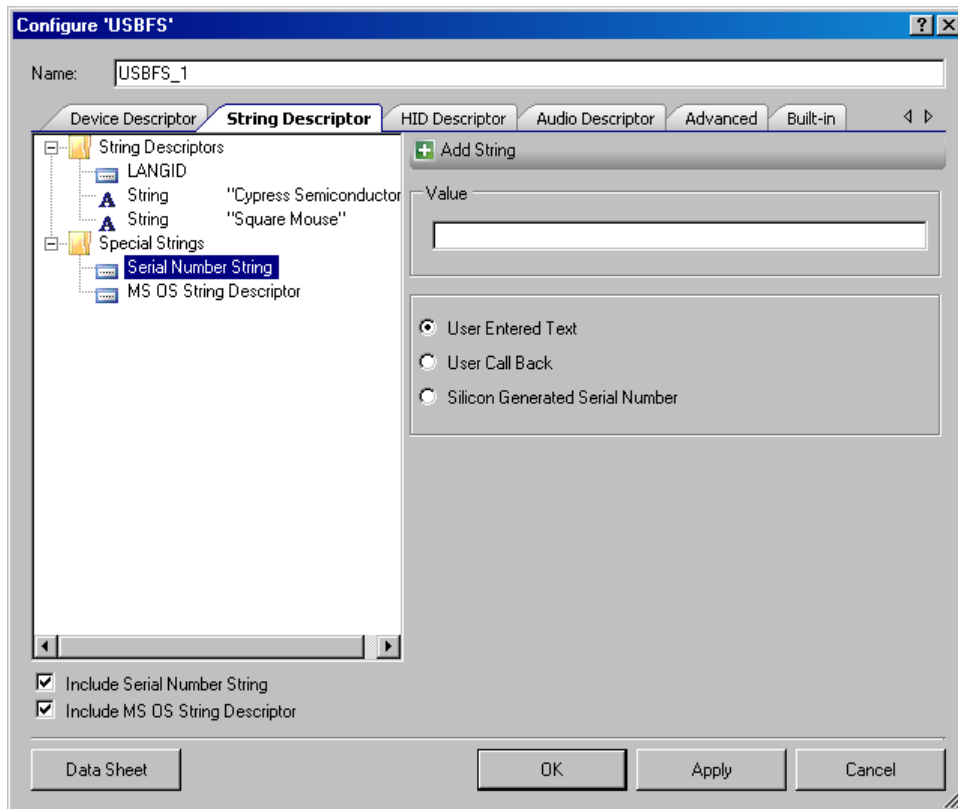 Configure 'USBFS'
Name: USBFS_1
Device Descriptor String Descriptor HID Descriptor Audio Descriptor Advanced Built-in
String Descriptors
LANGID
String "Cypress Semiconductor
String "Square Mouse"
Special Strings
Serial Number String
MS OS String Descriptor
Add String
Value
User Entered Text
User Call Back
Silicon Generated Serial Number
Include Serial Number String
Include MS OS String Descriptor
Data Sheet OK Apply Cancel